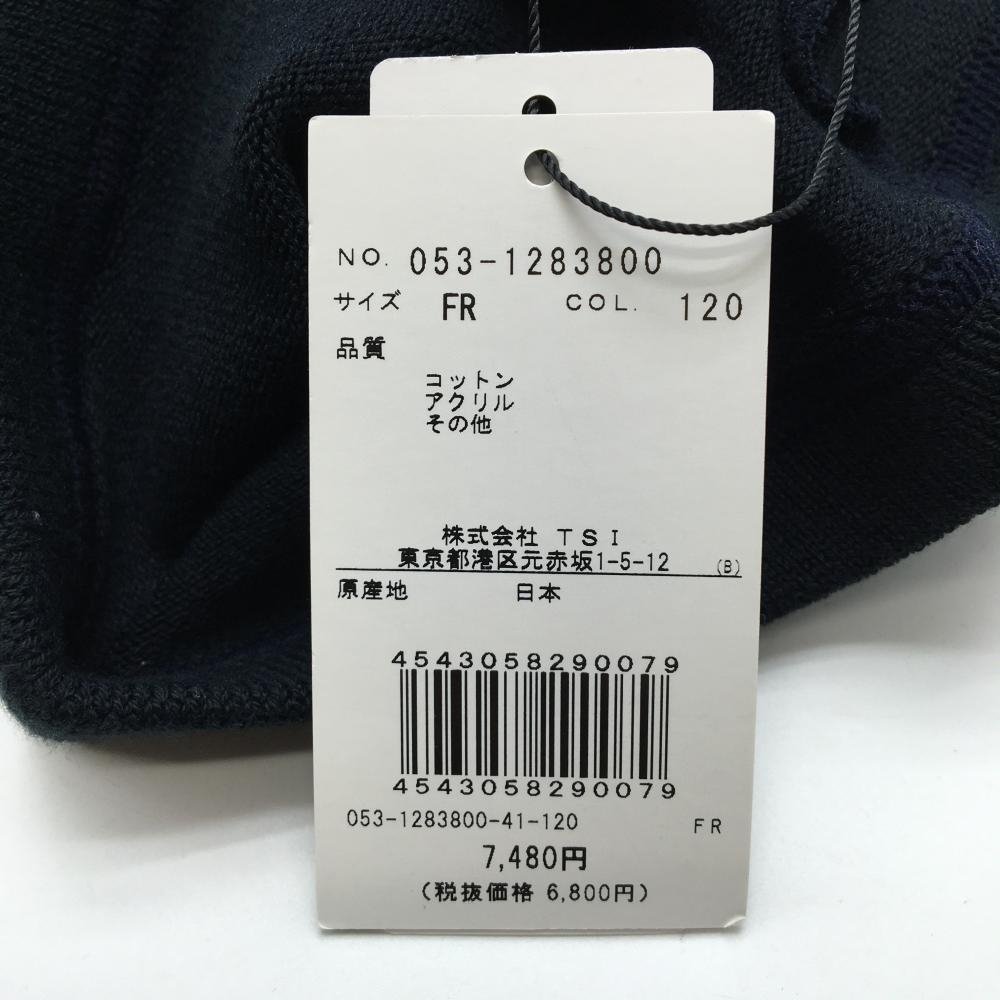 NO. 053-1283800
サイズ FR COL. 120
品質
コットン
アクリル
その他
株式会社 TSI
東京都港区元赤坂1-5-12 (B)
原産地 日本
4543058290079
4543058290079
053-1283800-41-120 FR
7,480円
(税抜価格 6,800円)